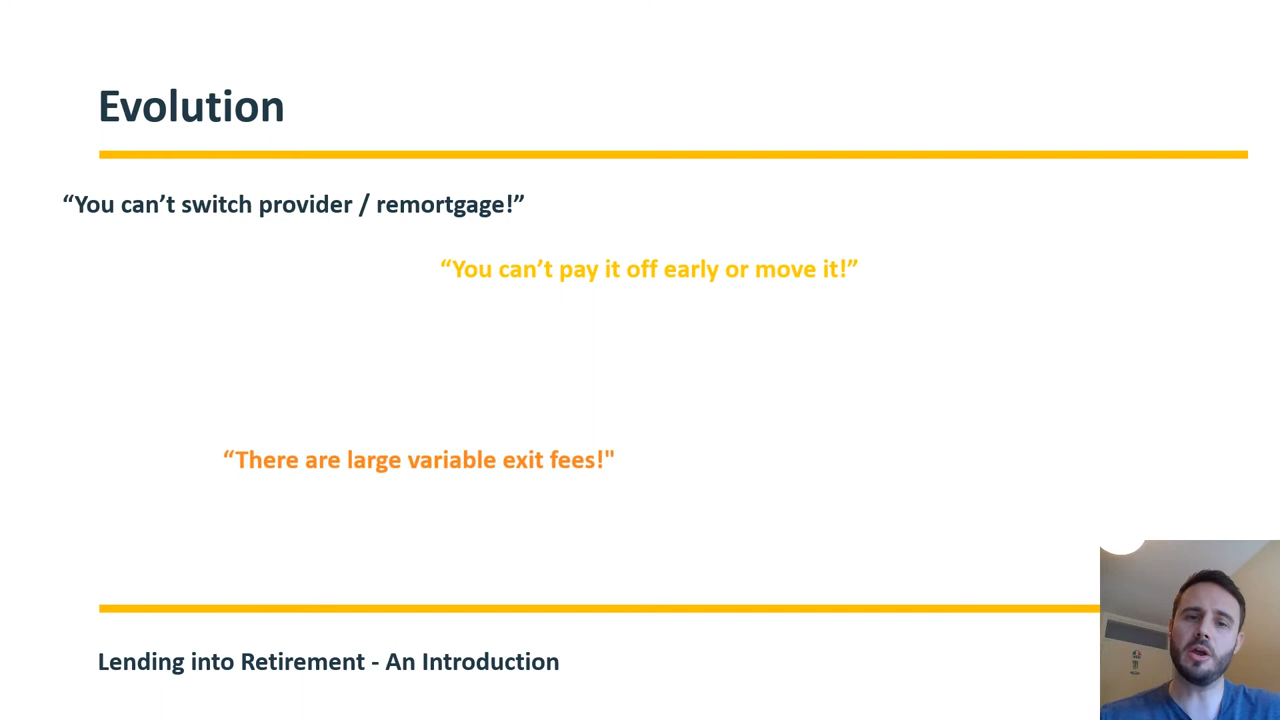 Evolution
“You can’t switch provider / remortgage!”
“You can’t pay it off early or move it!”
“There are large variable exit fees!"
Lending into Retirement - An Introduction